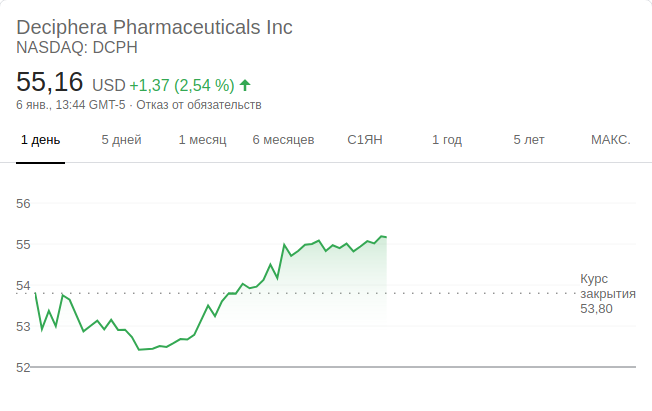 Deciphera Pharmaceuticals Inc
NASDAQ: DCPH
55,16 USD +1,37 (2,54 %)
6 янв., 13:44 GMT-5 · Отказ от обязательств
1 день 5 дней 1 месяц 6 месяцев С1ЯН 1 год 5 лет МАКС.
56
55
54
Курс
закрытия
53,80
53
52